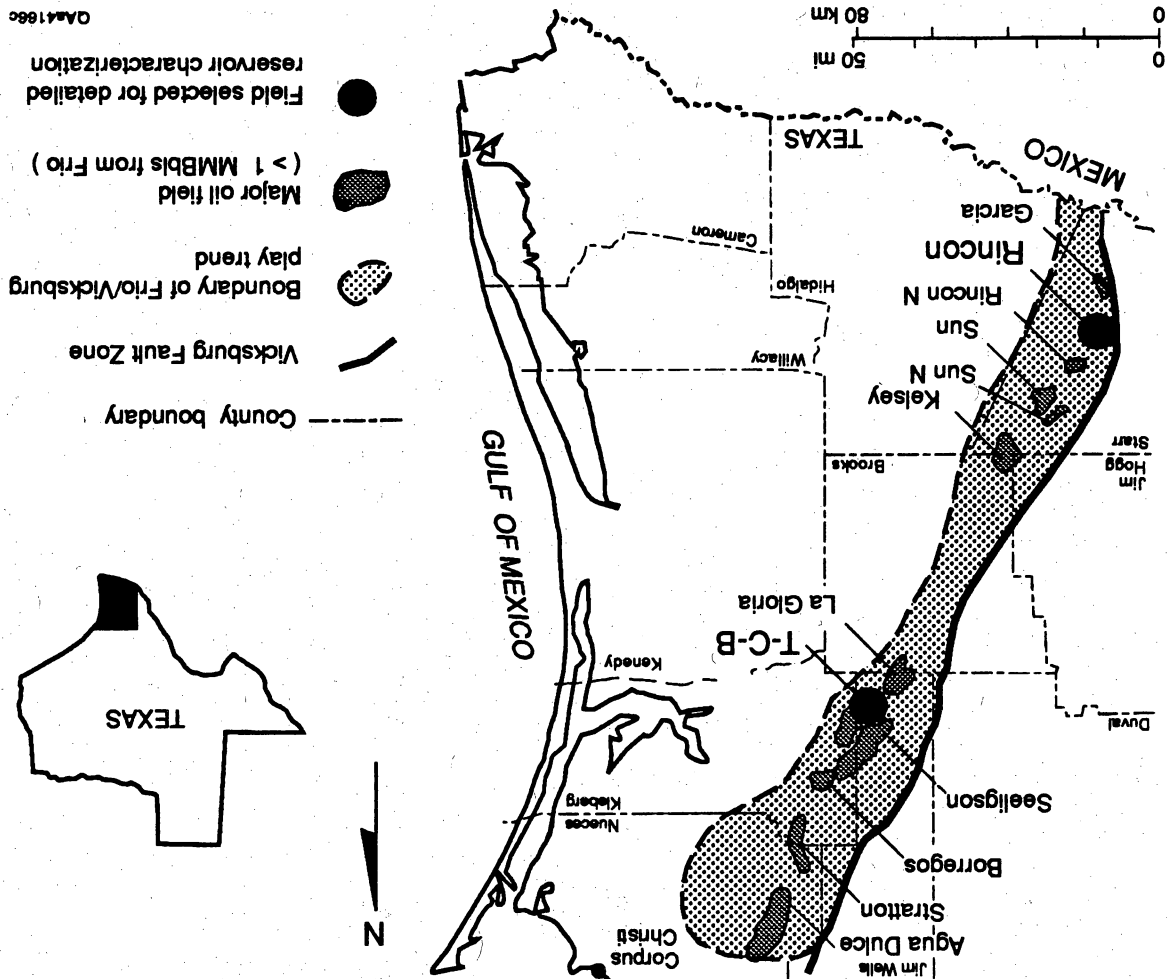 Corpus
Christi
Jim Wells
Agua Dulce
Stratton
Borregos
Seeligson
Nueces
Kleberg
Duval
Kenedy
T-C-B
La Gloria
GULF OF MEXICO
Jim
Hogg
Starr
Brooks
Kelsey
Sun N
Sun
Rincon N
Rincon
Garcia
Willacy
Hidalgo
Cameron
MEXICO
TEXAS
0
50 mi
0
80 km
N
TEXAS
County boundary
Vicksburg Fault Zone
Boundary of Frio/Vicksburg
play trend
Major oil field
( > 1 MMBbls from Frio )
Field selected for detailed
reservoir characterization
QAa4166c